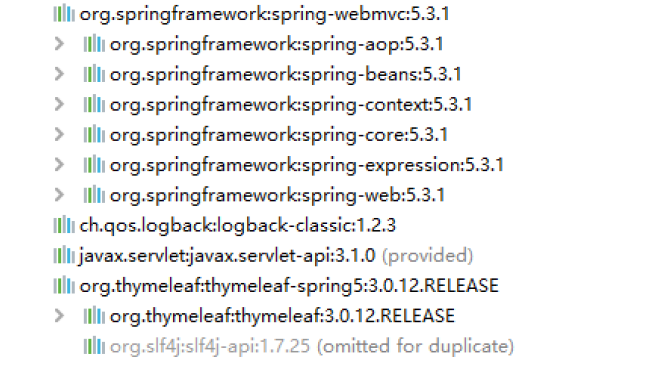 org.springframework:spring-webmvc:5.3.1
org.springframework:spring-aop:5.3.1
org.springframework:spring-beans:5.3.1
org.springframework:spring-context:5.3.1
org.springframework:spring-core:5.3.1
org.springframework:spring-expression:5.3.1
org.springframework:spring-web:5.3.1
ch.qos.logback:logback-classic:1.2.3
javax.servlet:javax.servlet-api:3.1.0 (provided)
org.thymeleaf:thymeleaf-spring5:3.0.12.RELEASE
org.thymeleaf:thymeleaf:3.0.12.RELEASE
org.slf4j:slf4j-api:1.7.25 (omitted for duplicate)